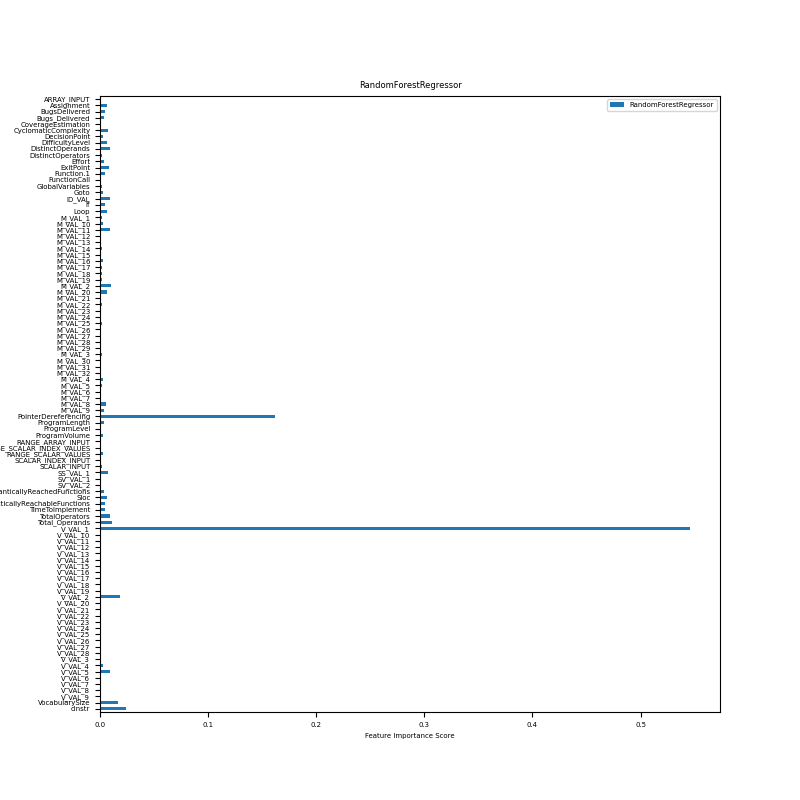 RandomForestRegressor
RandomForestRegressor
ARRAY_INPUT
Assignment
BugsDelivered
Bugs_Delivered
CoverageEstimation
CyclomaticComplexity
DecisionPoint
DifficultyLevel
DistinctOperands
DistinctOperators
Effort
ExitPoint
Function.1
FunctionCall
GlobalVariables
Goto
ID_VAL
If
Loop
M_VAL_1
M_VAL_10
M_VAL_11
M_VAL_12
M_VAL_13
M_VAL_14
M_VAL_15
M_VAL_16
M_VAL_17
M_VAL_18
M_VAL_19
M_VAL_2
M_VAL_20
M_VAL_21
M_VAL_22
M_VAL_23
M_VAL_24
M_VAL_25
M_VAL_26
M_VAL_27
M_VAL_28
M_VAL_29
M_VAL_3
M_VAL_30
M_VAL_31
M_VAL_32
M_VAL_4
M_VAL_5
M_VAL_6
M_VAL_7
M_VAL_8
M_VAL_9
PointerDereferencing
ProgramLength
ProgramLevel
ProgramVolume
RANGE_ARRAY_INPUT
E_SCALAR_INDEX_VALUES
RANGE_SCALAR_VALUES
SCALAR_INDEX_INPUT
SCALAR_INPUT
SS_VAL_1
SV_VAL_1
SV_VAL_2
anticallyReachedFunctions
Sloc
ticallyReachableFunctions
TimeToImplement
TotalOperators
Total_Operands
V_VAL_1
V_VAL_10
V_VAL_11
V_VAL_12
V_VAL_13
V_VAL_14
V_VAL_15
V_VAL_16
V_VAL_17
V_VAL_18
V_VAL_19
V_VAL_2
V_VAL_20
V_VAL_21
V_VAL_22
V_VAL_23
V_VAL_24
V_VAL_25
V_VAL_26
V_VAL_27
V_VAL_28
V_VAL_3
V_VAL_4
V_VAL_5
V_VAL_6
V_VAL_7
V_VAL_8
V_VAL_9
VocabularySize
cinstr
0.0 0.1 0.2 0.3 0.4 0.5
Feature Importance Score